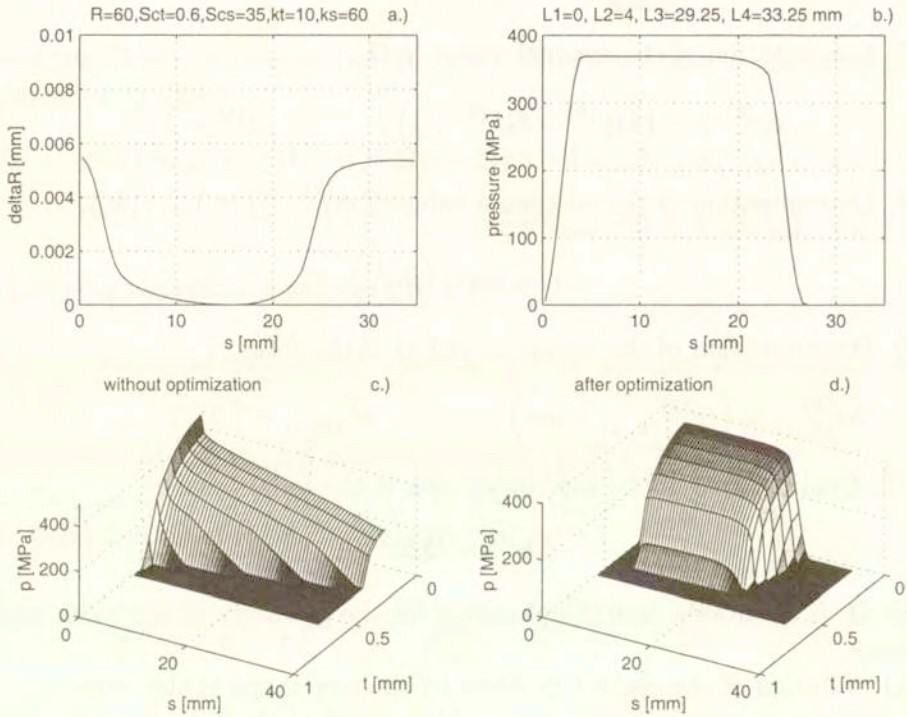 R=60,Sct=0.6,Scs=35,kt=10,ks=60 a.)
0.01
0.008
0.006
0.004
0.002
0
deltaR [mm]
0 10 20 30
s [mm]
L1=0, L2=4, L3=29.25, L4=33.25 mm b.)
400
300
200
100
0
pressure [MPa]
0 10 20 30
s [mm]
without optimization c.)
400
200
0
p [MPa]
0
20
40
s [mm]
0
0.5
1
t [mm]
after optimization d.)
400
200
0
p [MPa]
0
20
40
s [mm]
0
0.5
1
t [mm]